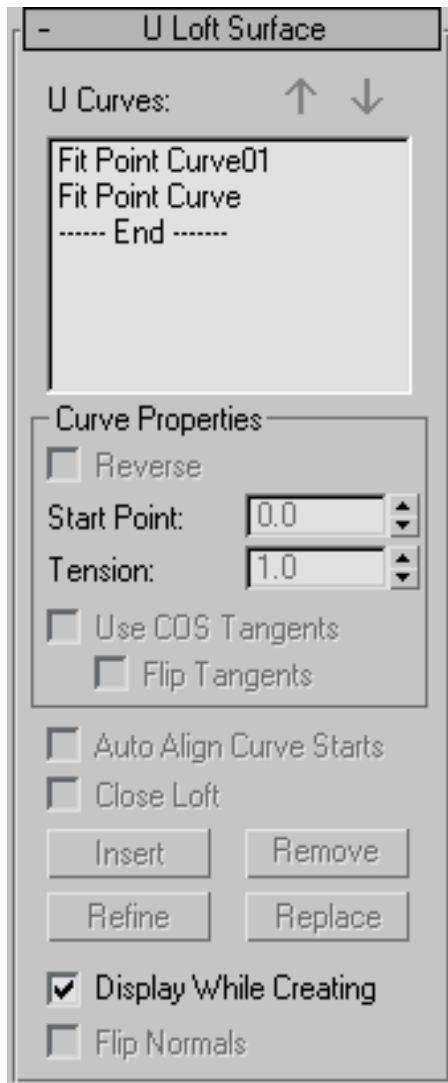 - U Loft Surface
U Curves:
Fit Point Curve01
Fit Point Curve
------ End -------
Curve Properties
Reverse
Start Point: 0.0
Tension: 1.0
Use COS Tangents
Flip Tangents
Auto Align Curve Starts
Close Loft
Insert Remove
Refine Replace
Display While Creating
Flip Normals